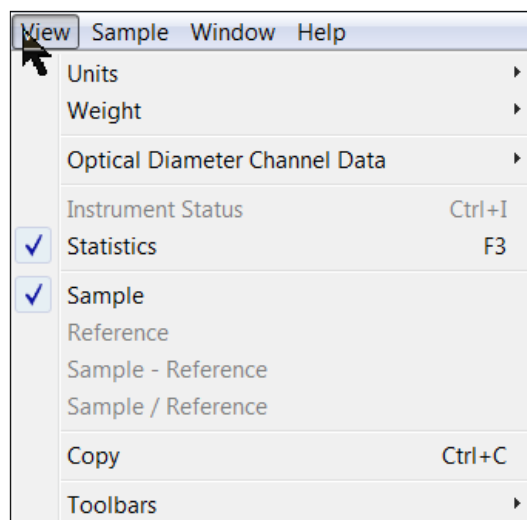 View Sample Window Help
Units
Weight
Optical Diameter Channel Data
Instrument Status Ctrl+I
Statistics F3
Sample
Reference
Sample - Reference
Sample / Reference
Copy Ctrl+C
Toolbars